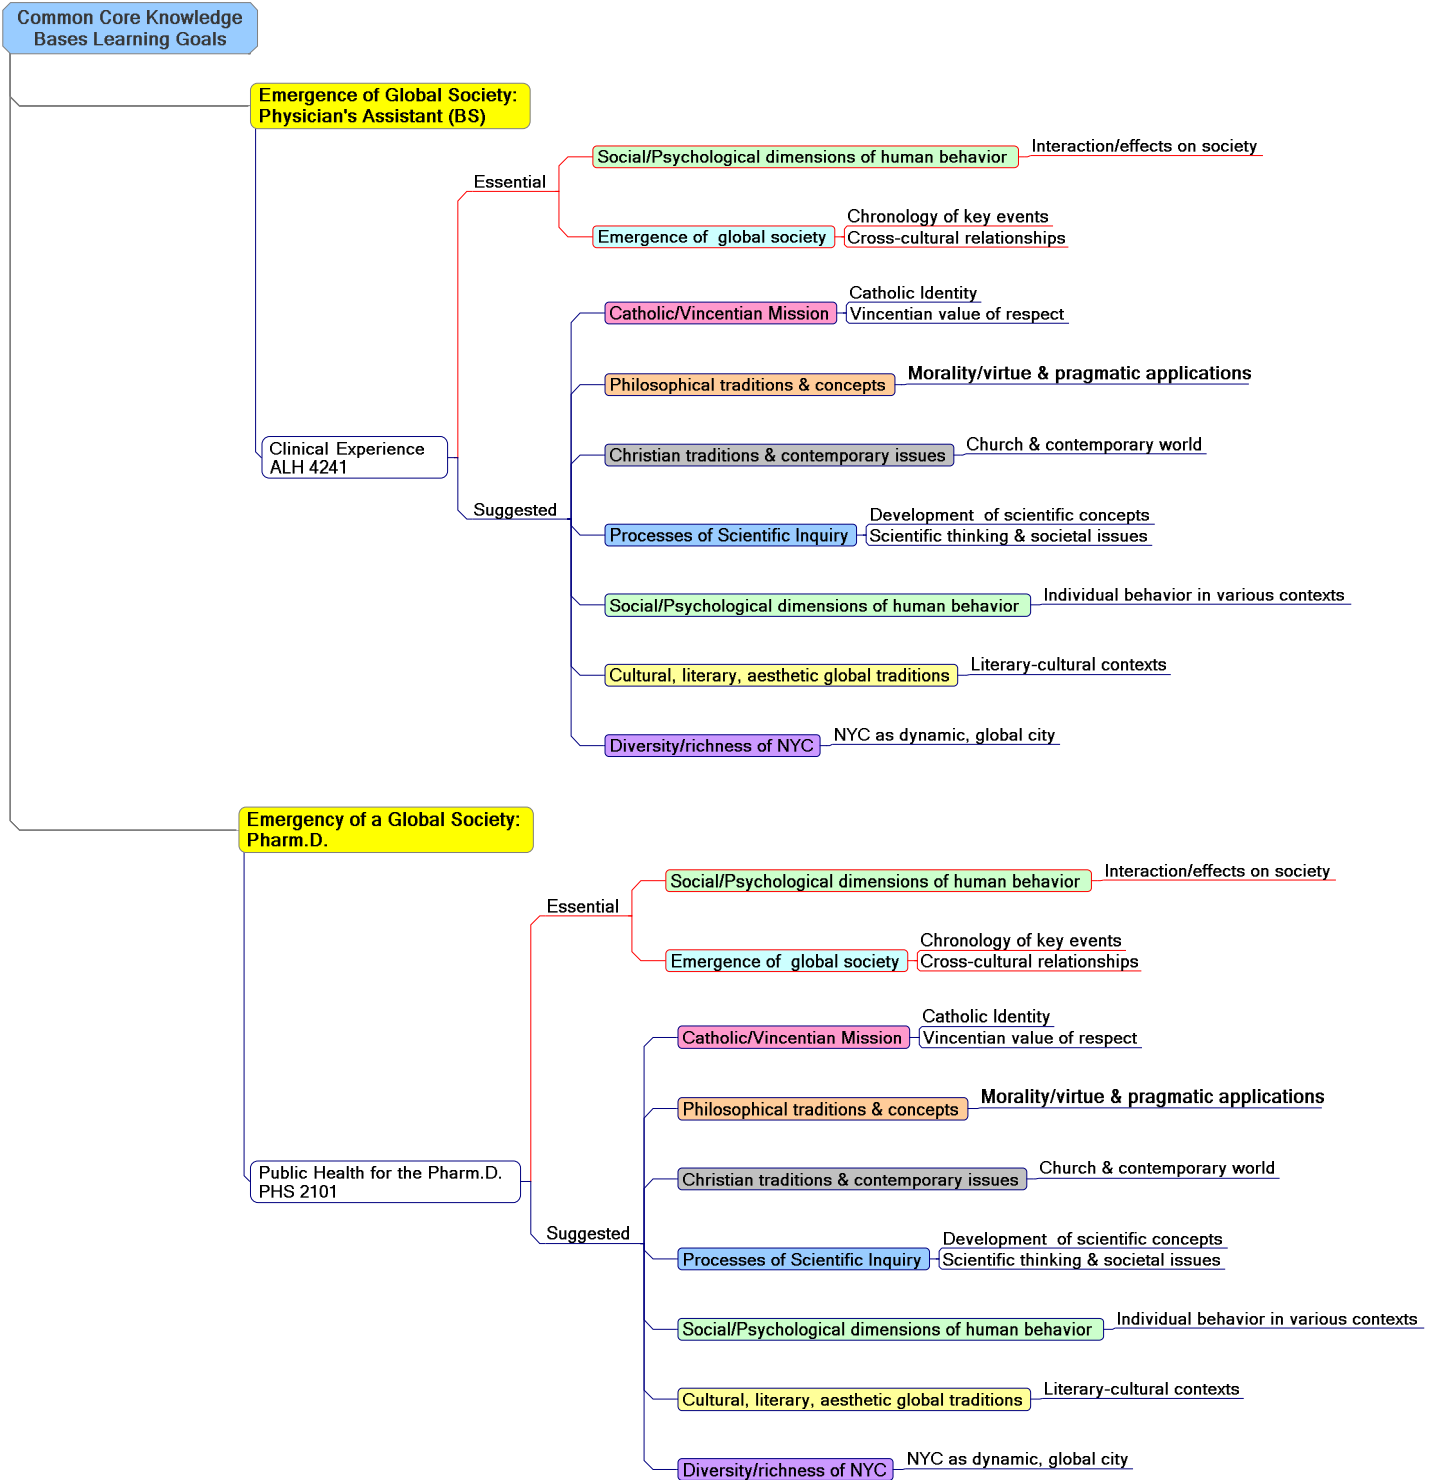 Common Core Knowledge
Bases Learning Goals
Emergence of Global Society:
Physician's Assistant (BS)
Clinical Experience
ALH 4241
Essential
Social/Psychological dimensions of human behavior
Interaction/effects on society
Emergence of  global society
Chronology of key events
Cross-cultural relationships
Suggested
Catholic/Vincentian Mission
Catholic Identity
Vincentian value of respect
Philosophical traditions & concepts
Morality/virtue & pragmatic applications
Christian traditions & contemporary issues
Church & contemporary world
Processes of Scientific Inquiry
Development  of scientific concepts
Scientific thinking & societal issues
Social/Psychological dimensions of human behavior
Individual behavior in various contexts
Cultural, literary, aesthetic global traditions
Literary-cultural contexts
Diversity/richness of NYC
NYC as dynamic, global city
Emergency of a Global Society:
Pharm.D.
Public Health for the Pharm.D.
PHS 2101
Essential
Social/Psychological dimensions of human behavior
Interaction/effects on society
Emergence of  global society
Chronology of key events
Cross-cultural relationships
Suggested
Catholic/Vincentian Mission
Catholic Identity
Vincentian value of respect
Philosophical traditions & concepts
Morality/virtue & pragmatic applications
Christian traditions & contemporary issues
Church & contemporary world
Processes of Scientific Inquiry
Development  of scientific concepts
Scientific thinking & societal issues
Social/Psychological dimensions of human behavior
Individual behavior in various contexts
Cultural, literary, aesthetic global traditions
Literary-cultural contexts
Diversity/richness of NYC
NYC as dynamic, global city